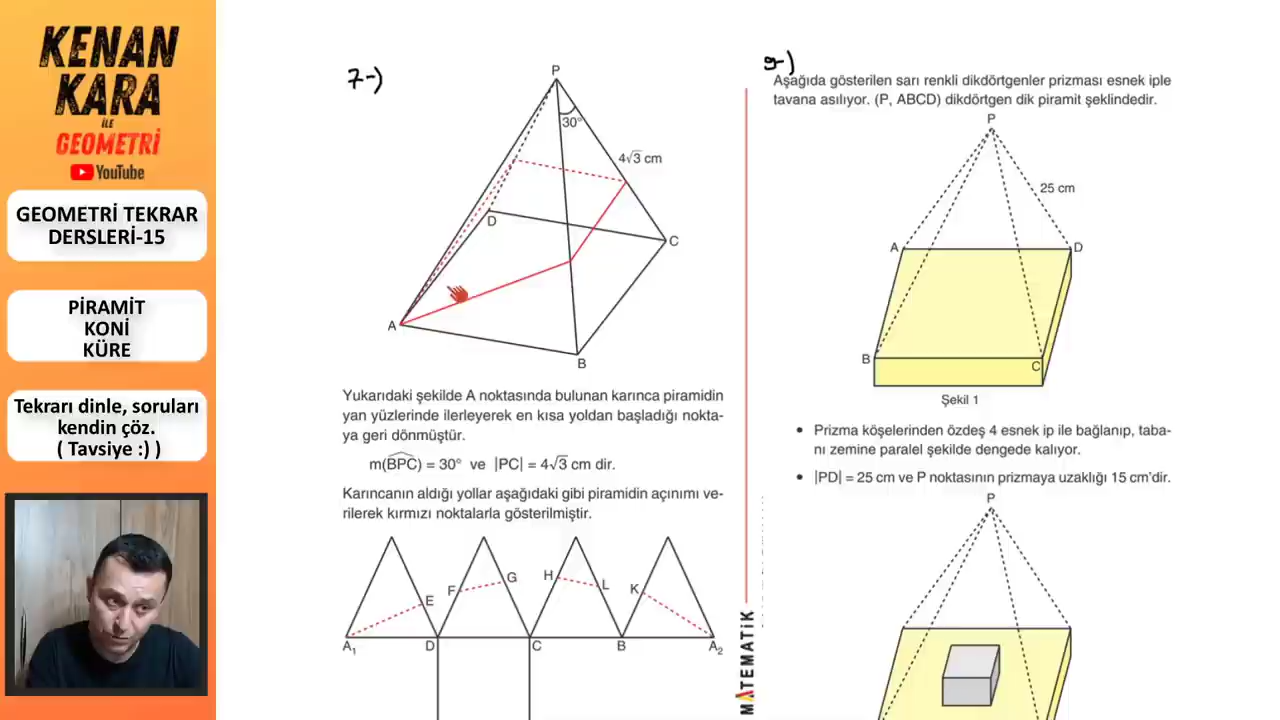 KENAN
KARA
İLE
GEOMETRİ
YouTube
GEOMETRİ TEKRAR
DERSLERİ-15
PİRAMİT
KONİ
KÜRE
Tekrarı dinle, soruları
kendin çöz.
( Tavsiye :) )
7-)
P
30°
4√3 cm
D
C
A
B
Yukarıdaki şekilde A noktasında bulunan karınca piramidin
yan yüzlerinde ilerleyerek en kısa yoldan başladığı nokta-
ya geri dönmüştür.
m(BPC) = 30° ve |PC| = 4√3 cm dir.
Karıncanın aldığı yollar aşağıdaki gibi piramidin açınımı ve-
rilerek kırmızı noktalarla gösterilmiştir.
E F G H L K
A₁ D C B A₂
MATEMATİK
9-)
Aşağıda gösterilen sarı renkli dikdörtgenler prizması esnek iple
tavana asılıyor. (P, ABCD) dikdörtgen dik piramit şeklindedir.
P
25 cm
A
D
B
C
Şekil 1
• Prizma köşelerinden özdeş 4 esnek ip ile bağlanıp, taba-
nı zemine paralel şekilde dengede kalıyor.
• |PD| = 25 cm ve P noktasının prizmaya uzaklığı 15 cm'dir.
P